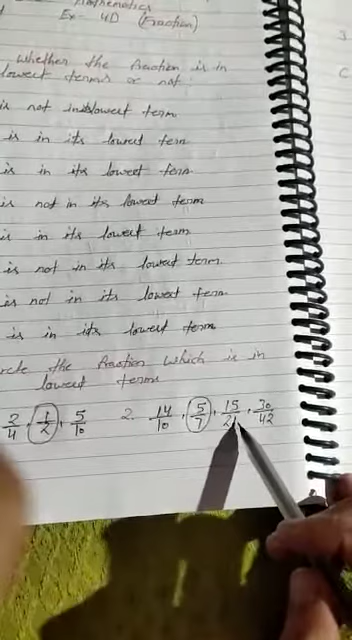 Mathematics
Ex- 4D (Fraction)
whether the fraction is in
lowest terms or not
is not in lowest term
is in its lowest term
is in its lowest term
is not in its lowest term
is in its lowest term
is not in its lowest term.
is not in its lowest term
is in its lowest term
rcle the fraction which is in
lowest terms
2/4, 1/2, 5/10 2. 14/10, 5/7, 15/21, 30/42
3.
C